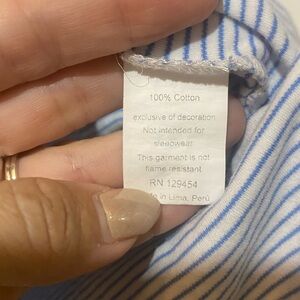 100% Cotton
exclusive of decoration
Not intended for
sleepwear
This garment is not
flame resistant.
RN 129454
in Lima, Perú